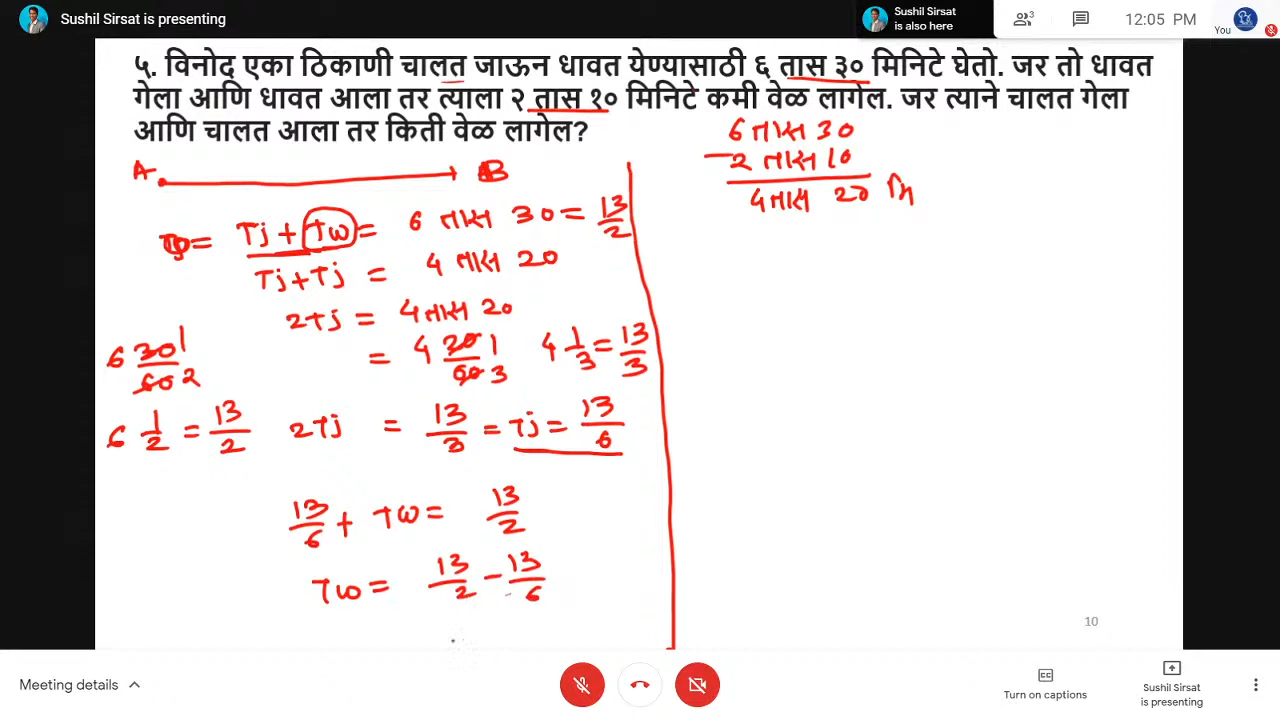 Sushil Sirsat is presenting
Sushil Sirsat
is also here
3
12:05 PM
You
५. विनोद एका ठिकाणी चालत जाऊन धावत येण्यासाठी ६ तास ३० मिनिटे घेतो. जर तो धावत
गेला आणि धावत आला तर त्याला २ तास १० मिनिटे कमी वेळ लागेल. जर त्याने चालत गेला
आणि चालत आला तर किती वेळ लागेल?
6 तास 30
- 2 तास 10
4 तास 20 मि
A B
= Tj + Tw = 6 तास 30 = 13/2
Tj + Tj = 4 तास 20
2Tj = 4 तास 20
= 4 20/60 1/3 4 1/3 = 13/3
6 30/60 1/2
6 1/2 = 13/2
2Tj = 13/3 = Tj = 13/6
13/6 + Tw = 13/2
Tw = 13/2 - 13/6
10
Meeting details
Turn on captions
Sushil Sirsat
is presenting